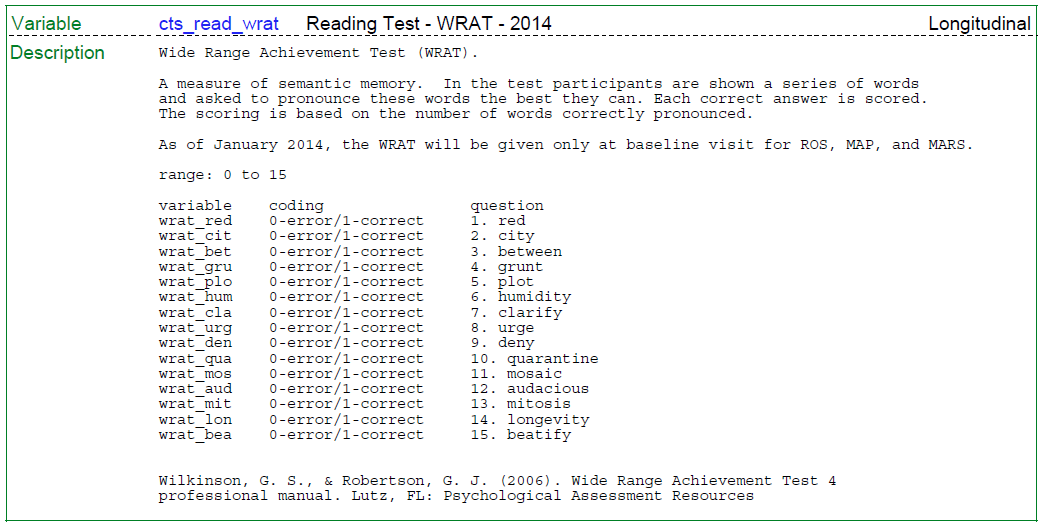 Variable cts_read_wrat Reading Test - WRAT - 2014 Longitudinal
Description Wide Range Achievement Test (WRAT).
A measure of semantic memory. In the test participants are shown a series of words
and asked to pronounce these words the best they can. Each correct answer is scored.
The scoring is based on the number of words correctly pronounced.
As of January 2014, the WRAT will be given only at baseline visit for ROS, MAP, and MARS.
range: 0 to 15
variable coding question
wrat_red 0-error/1-correct 1. red
wrat_cit 0-error/1-correct 2. city
wrat_bet 0-error/1-correct 3. between
wrat_gru 0-error/1-correct 4. grunt
wrat_plo 0-error/1-correct 5. plot
wrat_hum 0-error/1-correct 6. humidity
wrat_cla 0-error/1-correct 7. clarify
wrat_urg 0-error/1-correct 8. urge
wrat_den 0-error/1-correct 9. deny
wrat_qua 0-error/1-correct 10. quarantine
wrat_mos 0-error/1-correct 11. mosaic
wrat_aud 0-error/1-correct 12. audacious
wrat_mit 0-error/1-correct 13. mitosis
wrat_lon 0-error/1-correct 14. longevity
wrat_bea 0-error/1-correct 15. beatify
Wilkinson, G. S., & Robertson, G. J. (2006). Wide Range Achievement Test 4
professional manual. Lutz, FL: Psychological Assessment Resources